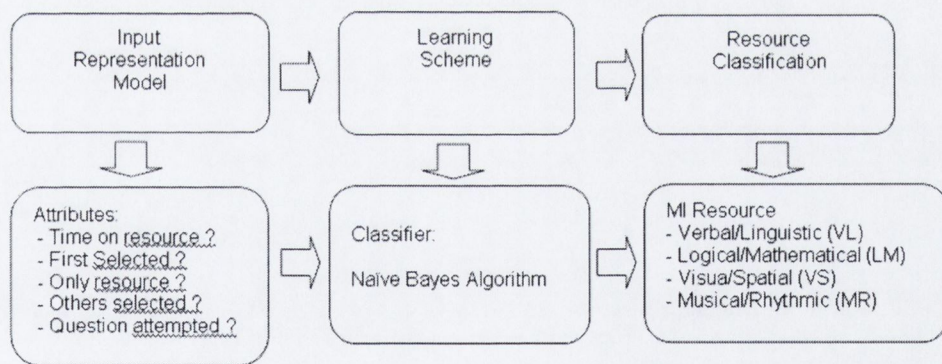 Input
Representation
Model
Learning
Scheme
Resource
Classification
Attributes:
- Time on resource ?
- First Selected ?
- Only resource ?
- Others selected ?
- Question attempted ?
Classifier:
Naïve Bayes Algorithm
MI Resource
- Verbal/Linguistic (VL)
- Logical/Mathematical (LM)
- Visua/Spatial (VS)
- Musical/Rhythmic (MR)